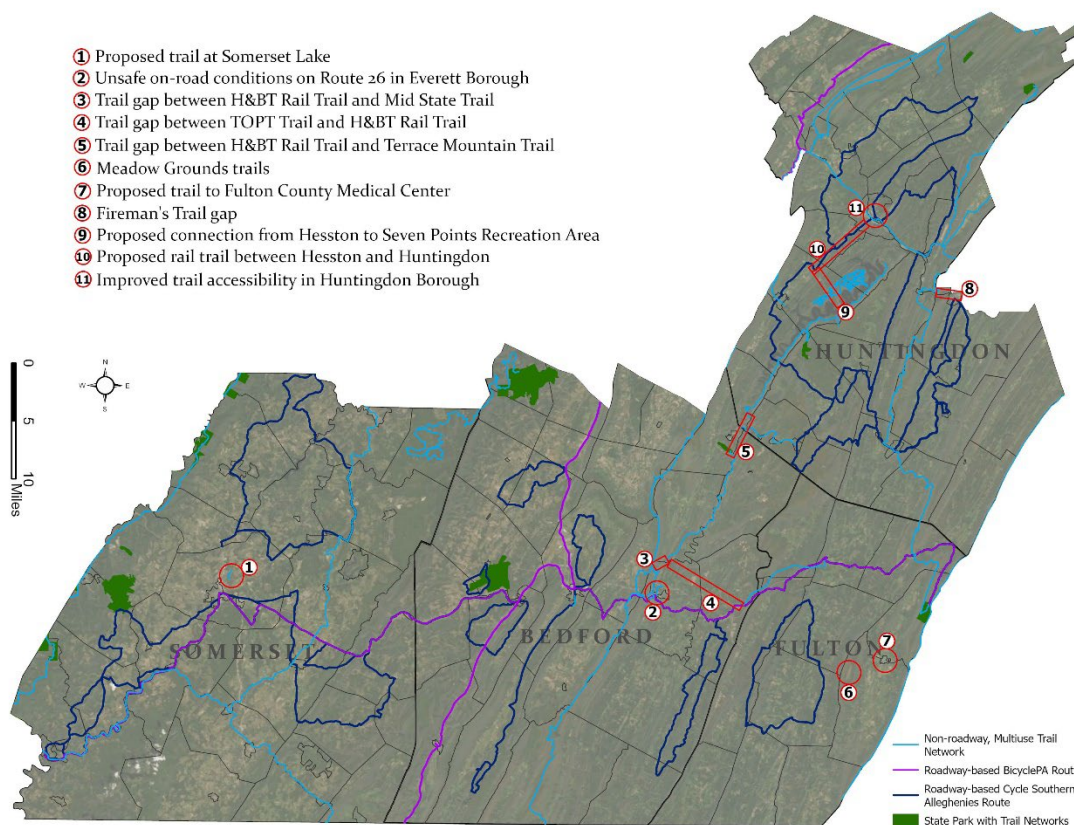 ① Proposed trail at Somerset Lake
② Unsafe on-road conditions on Route 26 in Everett Borough
③ Trail gap between H&BT Rail Trail and Mid State Trail
④ Trail gap between TOPT Trail and H&BT Rail Trail
⑤ Trail gap between H&BT Rail Trail and Terrace Mountain Trail
⑥ Meadow Grounds trails
⑦ Proposed trail to Fulton County Medical Center
⑧ Fireman's Trail gap
⑨ Proposed connection from Hesston to Seven Points Recreation Area
⑩ Proposed rail trail between Hesston and Huntingdon
⑪ Improved trail accessibility in Huntingdon Borough
11
10
8
9
HUNTINGDON
0
5
10
Miles
N
W
E
S
5
3
1
2
4
BEDFORD
SOMERSET
FULTON
7
6
Non-roadway, Multiuse Trail
Network
Roadway-based BicyclePA Rout
Roadway-based Cycle Southern
Alleghenies Route
State Park with Trail Networks